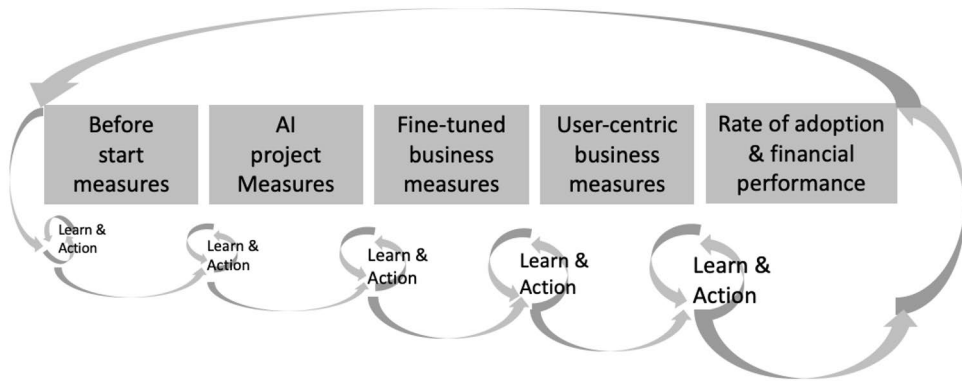 Before
start
measures
AI
project
Measures
Fine-tuned
business
measures
User-centric
business
measures
Rate of adoption
& financial
performance
Learn &
Action
Learn &
Action
Learn &
Action
Learn &
Action
Learn &
Action